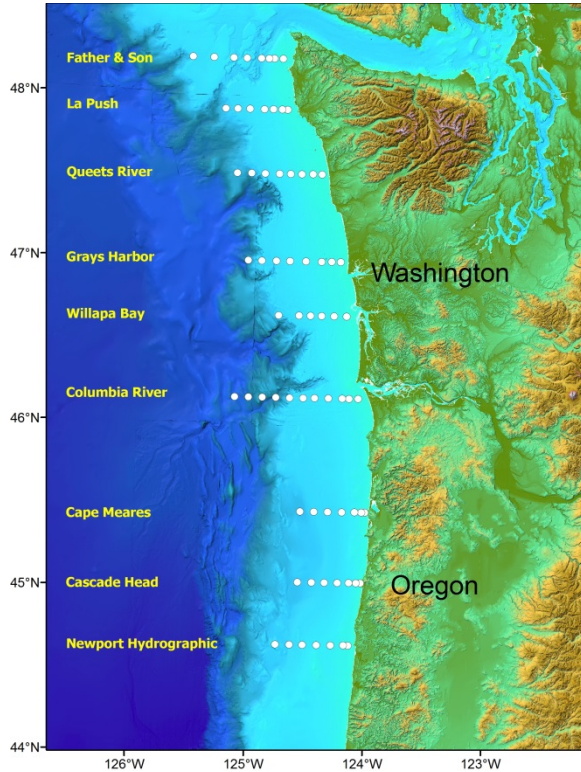 Father & Son
48°N
La Push
Queets River
47°N
Grays Harbor
Washington
Willapa Bay
Columbia River
46°N
Cape Meares
45°N
Cascade Head
Oregon
Newport Hydrographic
44°N
126°W
125°W
124°W
123°W